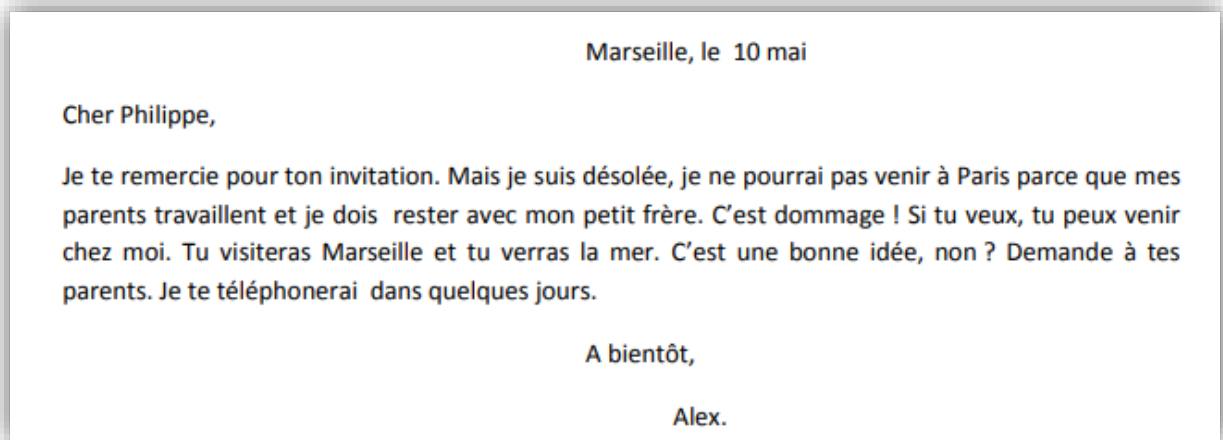 Marseille, le 10 mai
Cher Philippe,
Je te remercie pour ton invitation. Mais je suis désolée, je ne pourrai pas venir à Paris parce que mes
parents travaillent et je dois rester avec mon petit frère. C’est dommage ! Si tu veux, tu peux venir
chez moi. Tu visiteras Marseille et tu verras la mer. C’est une bonne idée, non ? Demande à tes
parents. Je te téléphonerai dans quelques jours.
A bientôt,
Alex.